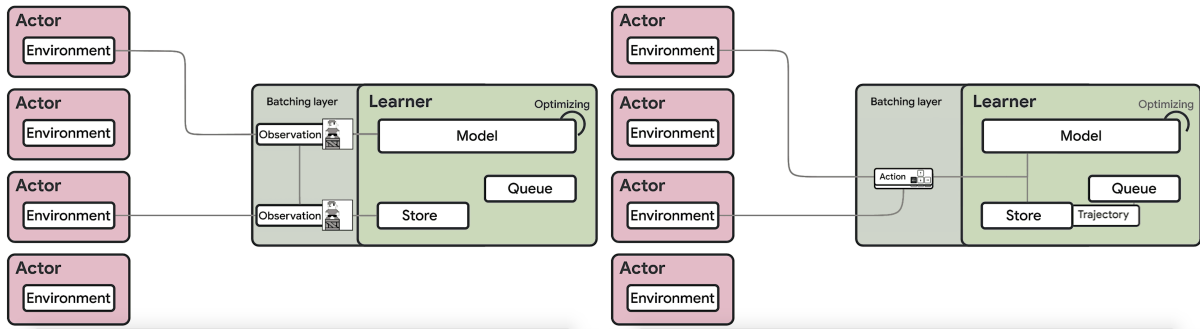 Actor
Environment
Actor
Environment
Actor
Environment
Actor
Environment
Batching layer
Learner
Optimizing
Observation
Model
Queue
Observation
Store
Actor
Environment
Actor
Environment
Actor
Environment
Actor
Environment
Batching layer
Learner
Optimizing
Model
Action
Queue
Store
Trajectory